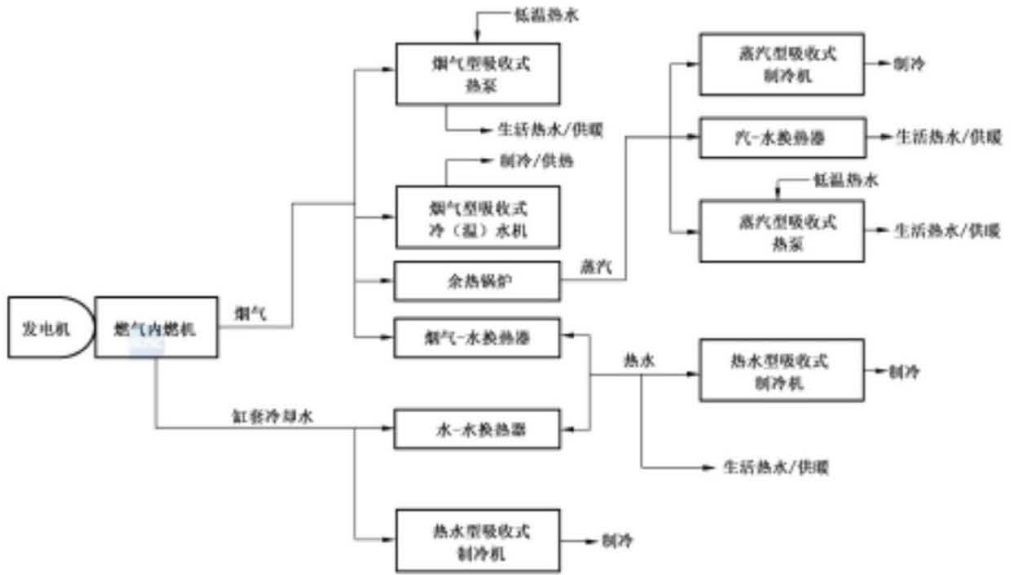 低温热水
烟气型吸收式
热泵
生活热水/供暖
制冷/供热
烟气型吸收式
冷（温）水机
余热锅炉
蒸汽
烟气-水换热器
发电机
燃气内燃机
烟气
缸套冷却水
水-水换热器
热水型吸收式
制冷机
制冷
蒸汽型吸收式
制冷机
制冷
汽-水换热器
生活热水/供暖
低温热水
蒸汽型吸收式
热泵
生活热水/供暖
热水
热水型吸收式
制冷机
制冷
生活热水/供暖